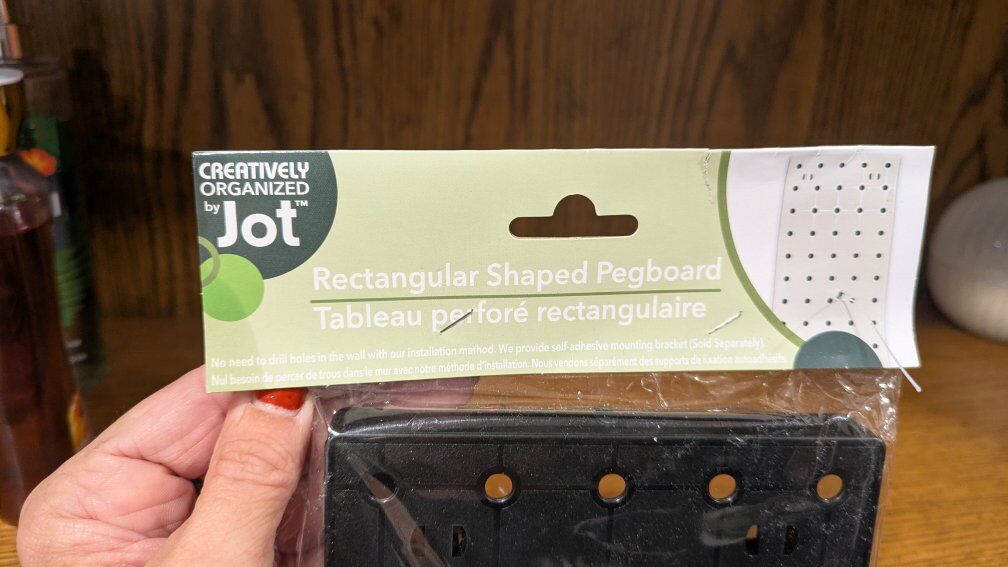 CREATIVELY
ORGANIZED
by Jot™
Rectangular Shaped Pegboard
Tableau perforé rectangulaire
No need to drill holes in the wall with our installation method. We provide self-adhesive mounting bracket (Sold Separately).
Nul besoin de percer de trous dans le mur avec notre méthode d'installation. Nous vendons séparément des supports de fixation autoadhésifs.